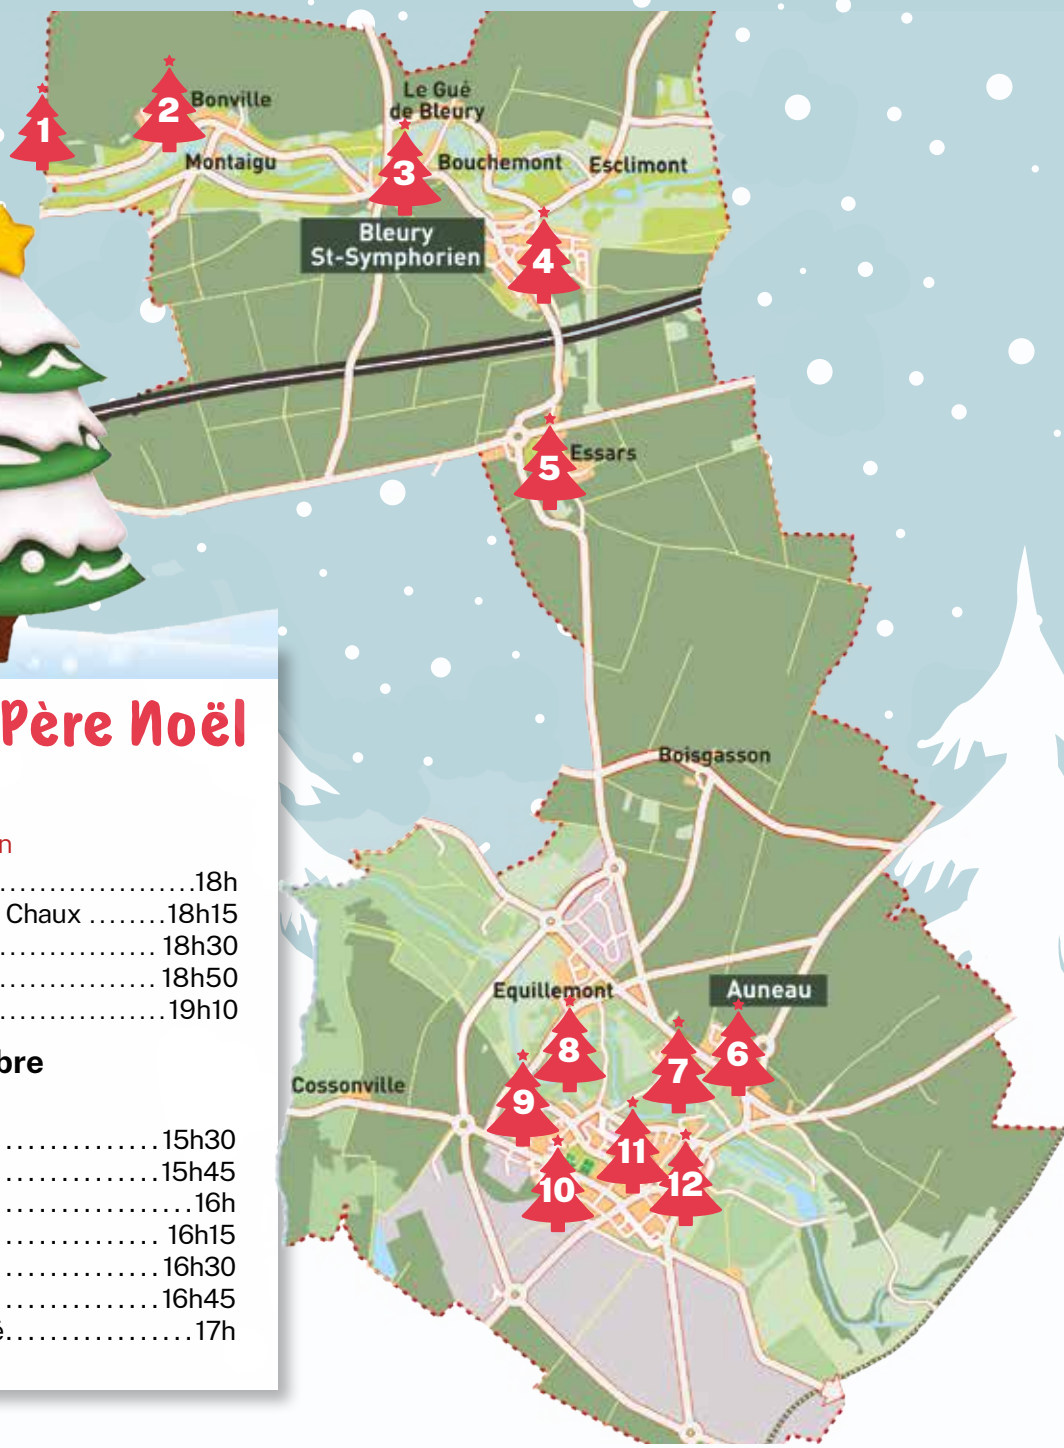 1
2
Bonville
Le Gué
de Bleury
Montaigu
3
Bouchemont
Esclimont
Bleury
St-Symphorien
4
5
Essars
Père Noël
Boisgasson
n
....................18h
Chaux ........18h15
................ 18h30
................ 18h50
.................19h10
Equillemont
Auneau
bre
8
7
6
Cossonville
9
11
10
12
................15h30
................15h45
....................16h
................ 16h15
................16h30
................16h45
é.................17h